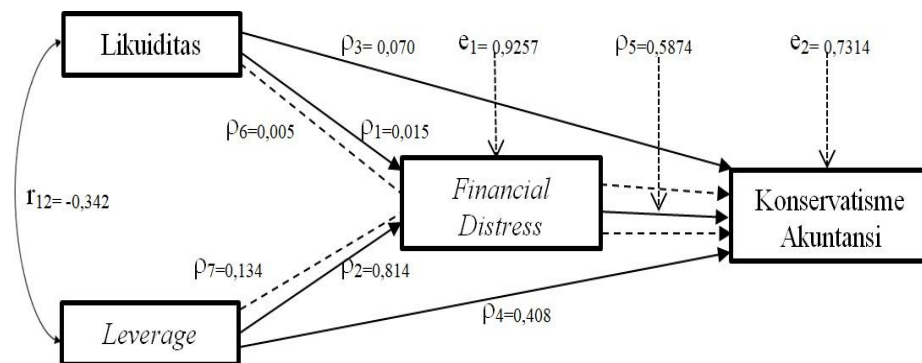 Likuiditas
ρ3= 0,070
e1= 0,9257
ρ5=0,5874
e2= 0,7314
ρ6=0,005
ρ1=0,015
r12= -0,342
Financial
Distress
Konservatisme
Akuntansi
ρ7=0,134
ρ2=0,814
ρ4=0,408
Leverage